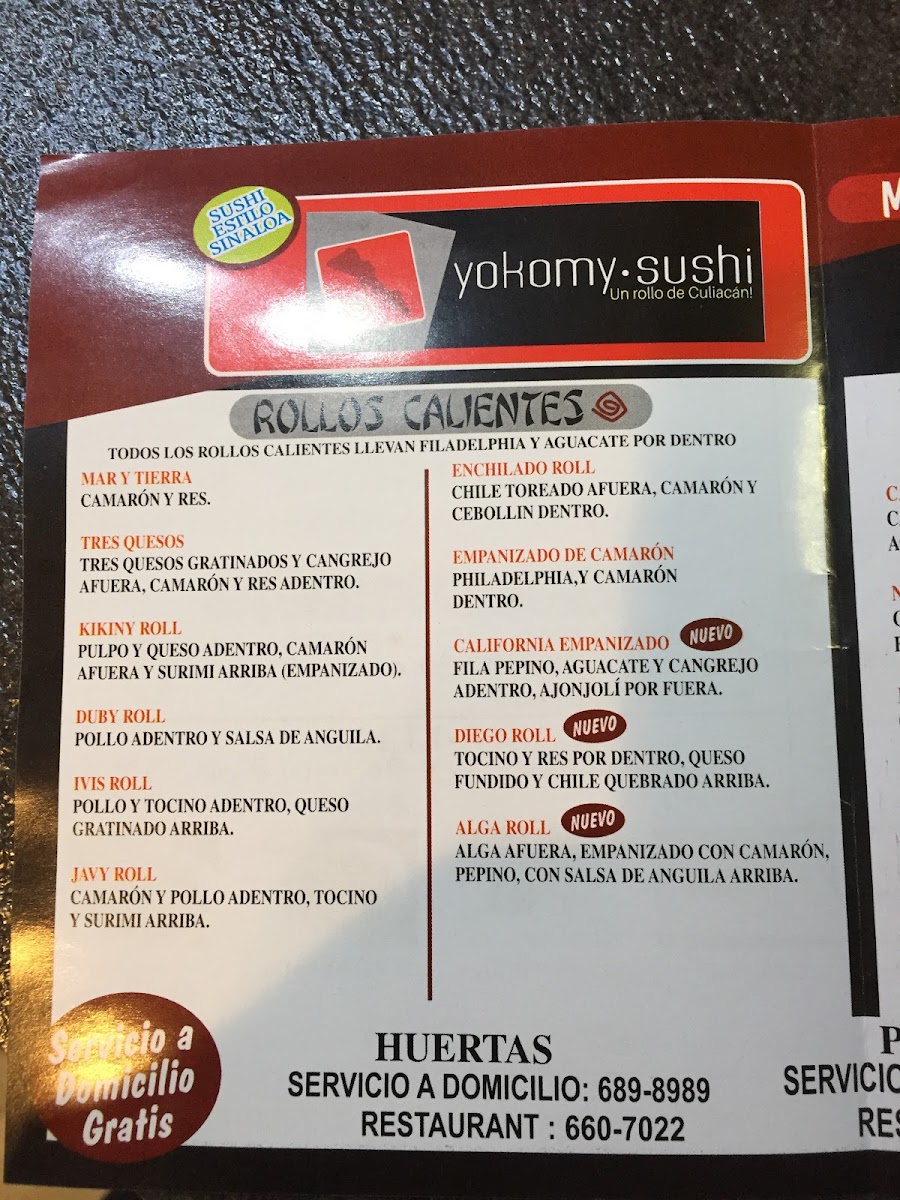 SUSHI
ESTILO
SINALOA
yokomy·sushi
Un rollo de Culiacán!
ROLLOS CALIENTES
TODOS LOS ROLLOS CALIENTES LLEVAN FILADELPHIA Y AGUACATE POR DENTRO
MAR Y TIERRA
CAMARÓN Y RES.
TRES QUESOS
TRES QUESOS GRATINADOS Y CANGREJO
AFUERA, CAMARÓN Y RES ADENTRO.
KIKINY ROLL
PULPO Y QUESO ADENTRO, CAMARÓN
AFUERA Y SURIMI ARRIBA (EMPANIZADO).
DUBY ROLL
POLLO ADENTRO Y SALSA DE ANGUILA.
IVIS ROLL
POLLO Y TOCINO ADENTRO, QUESO
GRATINADO ARRIBA.
JAVY ROLL
CAMARÓN Y POLLO ADENTRO, TOCINO
Y SURIMI ARRIBA.
ENCHILADO ROLL
CHILE TOREADO AFUERA, CAMARÓN Y
CEBOLLIN DENTRO.
EMPANIZADO DE CAMARÓN
PHILADELPHIA,Y CAMARÓN
DENTRO.
CALIFORNIA EMPANIZADO NUEVO
FILA PEPINO, AGUACATE Y CANGREJO
ADENTRO, AJONJOLÍ POR FUERA.
DIEGO ROLL NUEVO
TOCINO Y RES POR DENTRO, QUESO
FUNDIDO Y CHILE QUEBRADO ARRIBA.
ALGA ROLL NUEVO
ALGA AFUERA, EMPANIZADO CON CAMARÓN,
PEPINO, CON SALSA DE ANGUILA ARRIBA.
Servicio a
Domicilio
Gratis
HUERTAS
SERVICIO A DOMICILIO: 689-8989
RESTAURANT : 660-7022
SERVICIO